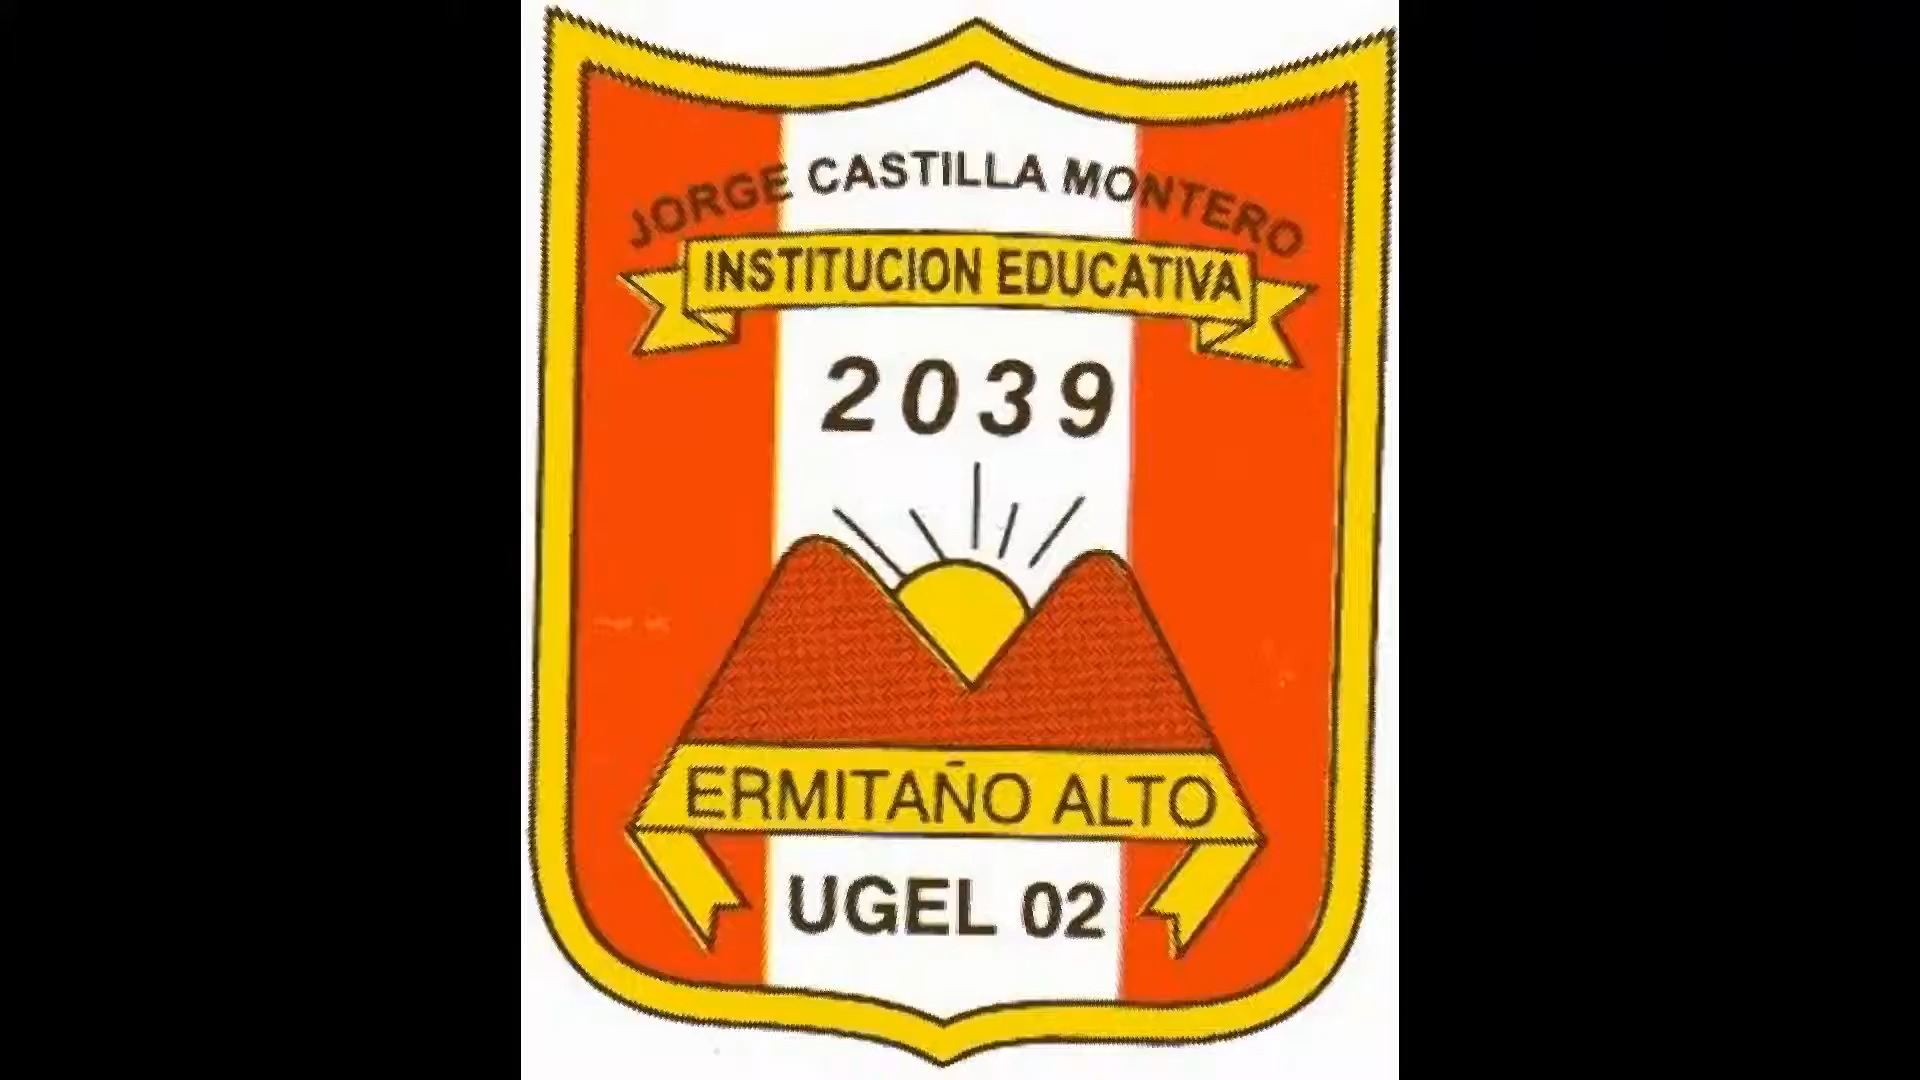 JORGE CASTILLA MONTERO
INSTITUCION EDUCATIVA
2039
ERMITAÑO ALTO
UGEL 02